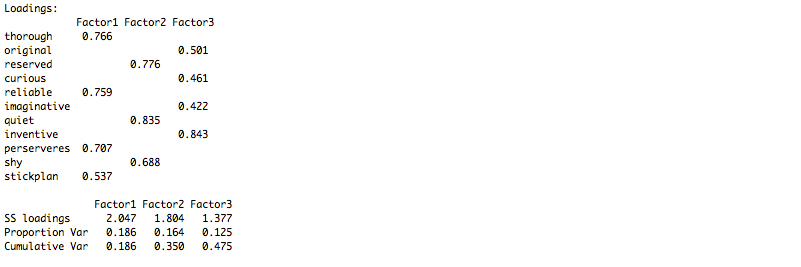 Loadings:
           Factor1 Factor2 Factor3
thorough    0.766
original                    0.501
reserved            0.776
curious                     0.461
reliable    0.759
imaginative                 0.422
quiet               0.835
inventive                   0.843
perserveres 0.707
shy                 0.688
stickplan   0.537

               Factor1 Factor2 Factor3
SS loadings      2.047   1.804   1.377
Proportion Var   0.186   0.164   0.125
Cumulative Var   0.186   0.350   0.475